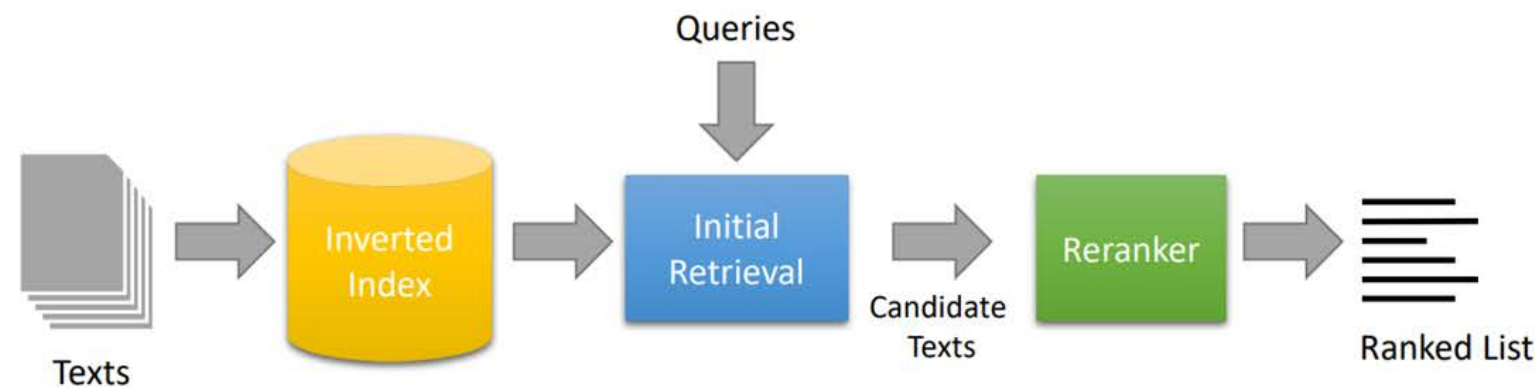 Queries
Texts
Inverted
Index
Initial
Retrieval
Candidate
Texts
Reranker
Ranked List